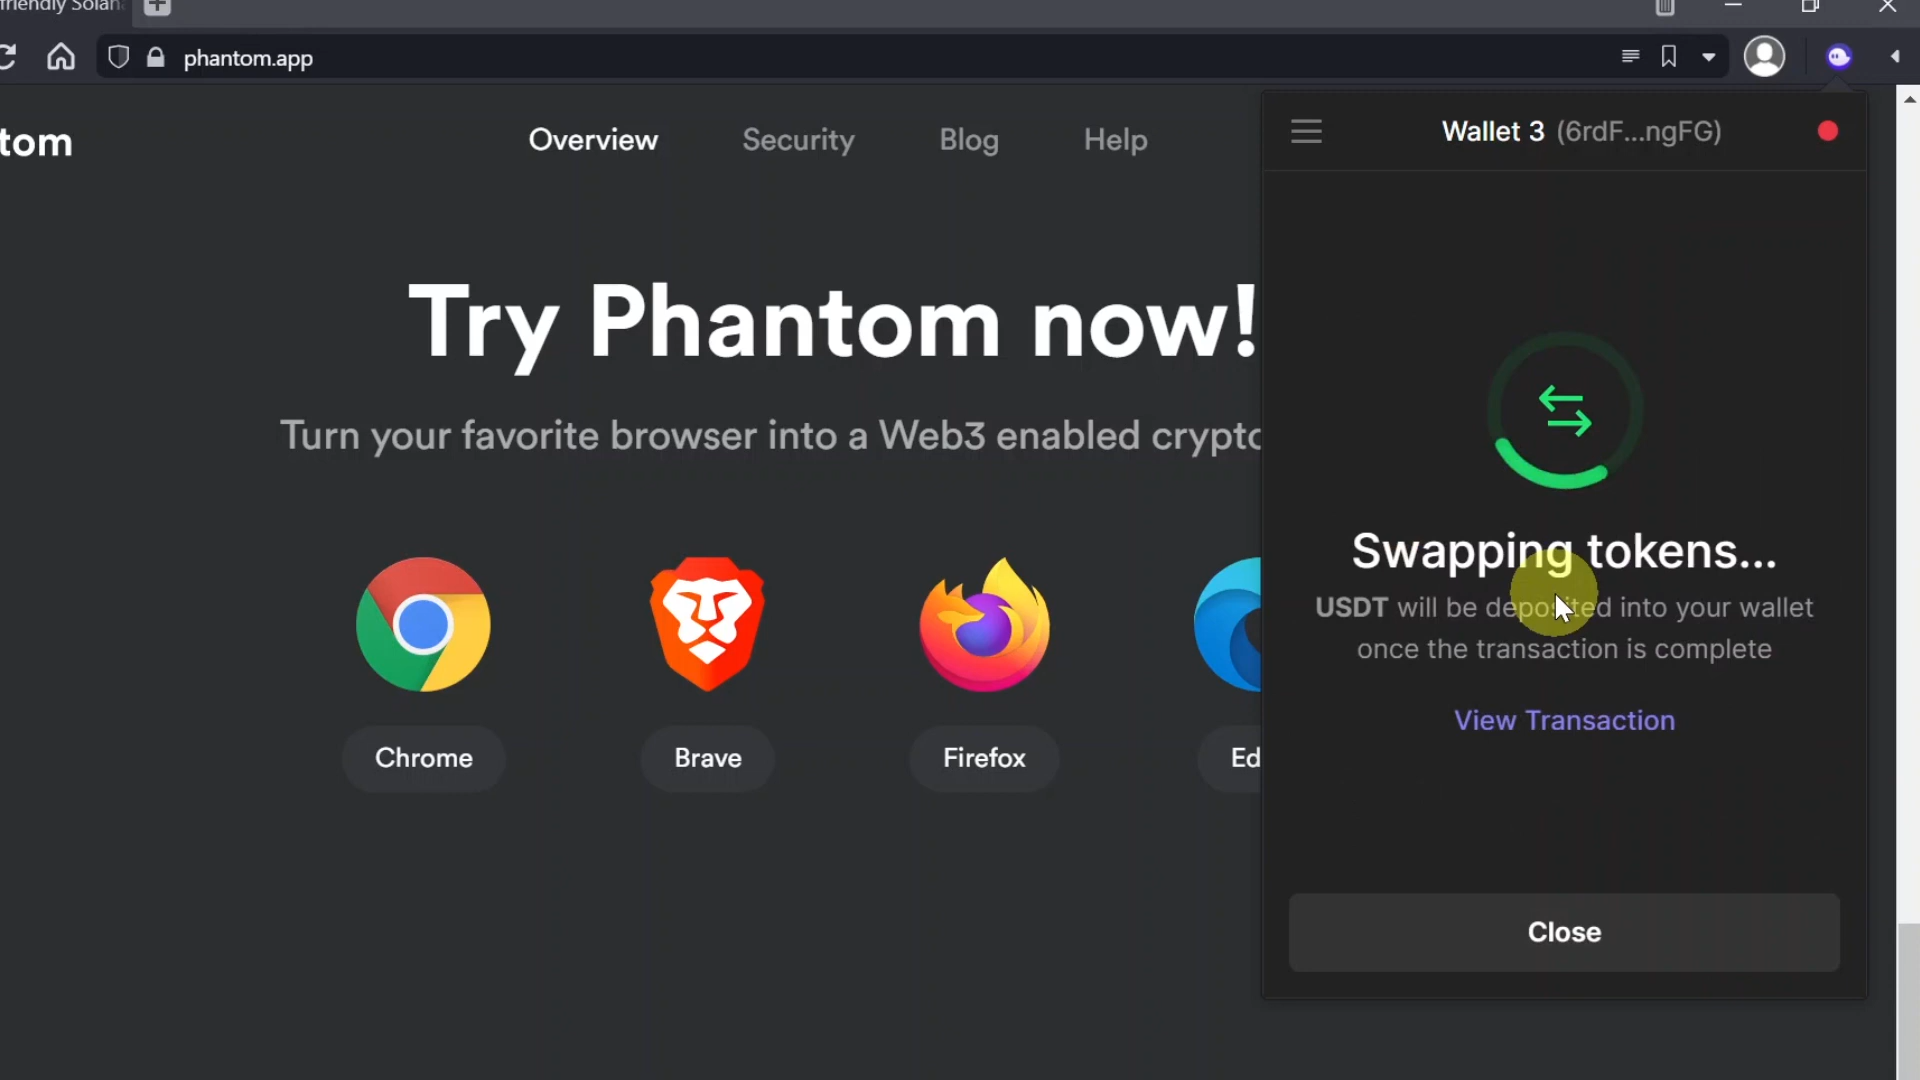 friendly Solan
phantom.app
tom
Overview
Security
Blog
Help
Wallet 3 (6rdF...ngFG)
Try Phantom now!
Turn your favorite browser into a Web3 enabled crypto
Swapping tokens...
USDT will be deposited into your wallet
once the transaction is complete
View Transaction
Chrome
Brave
Firefox
Ed
Close